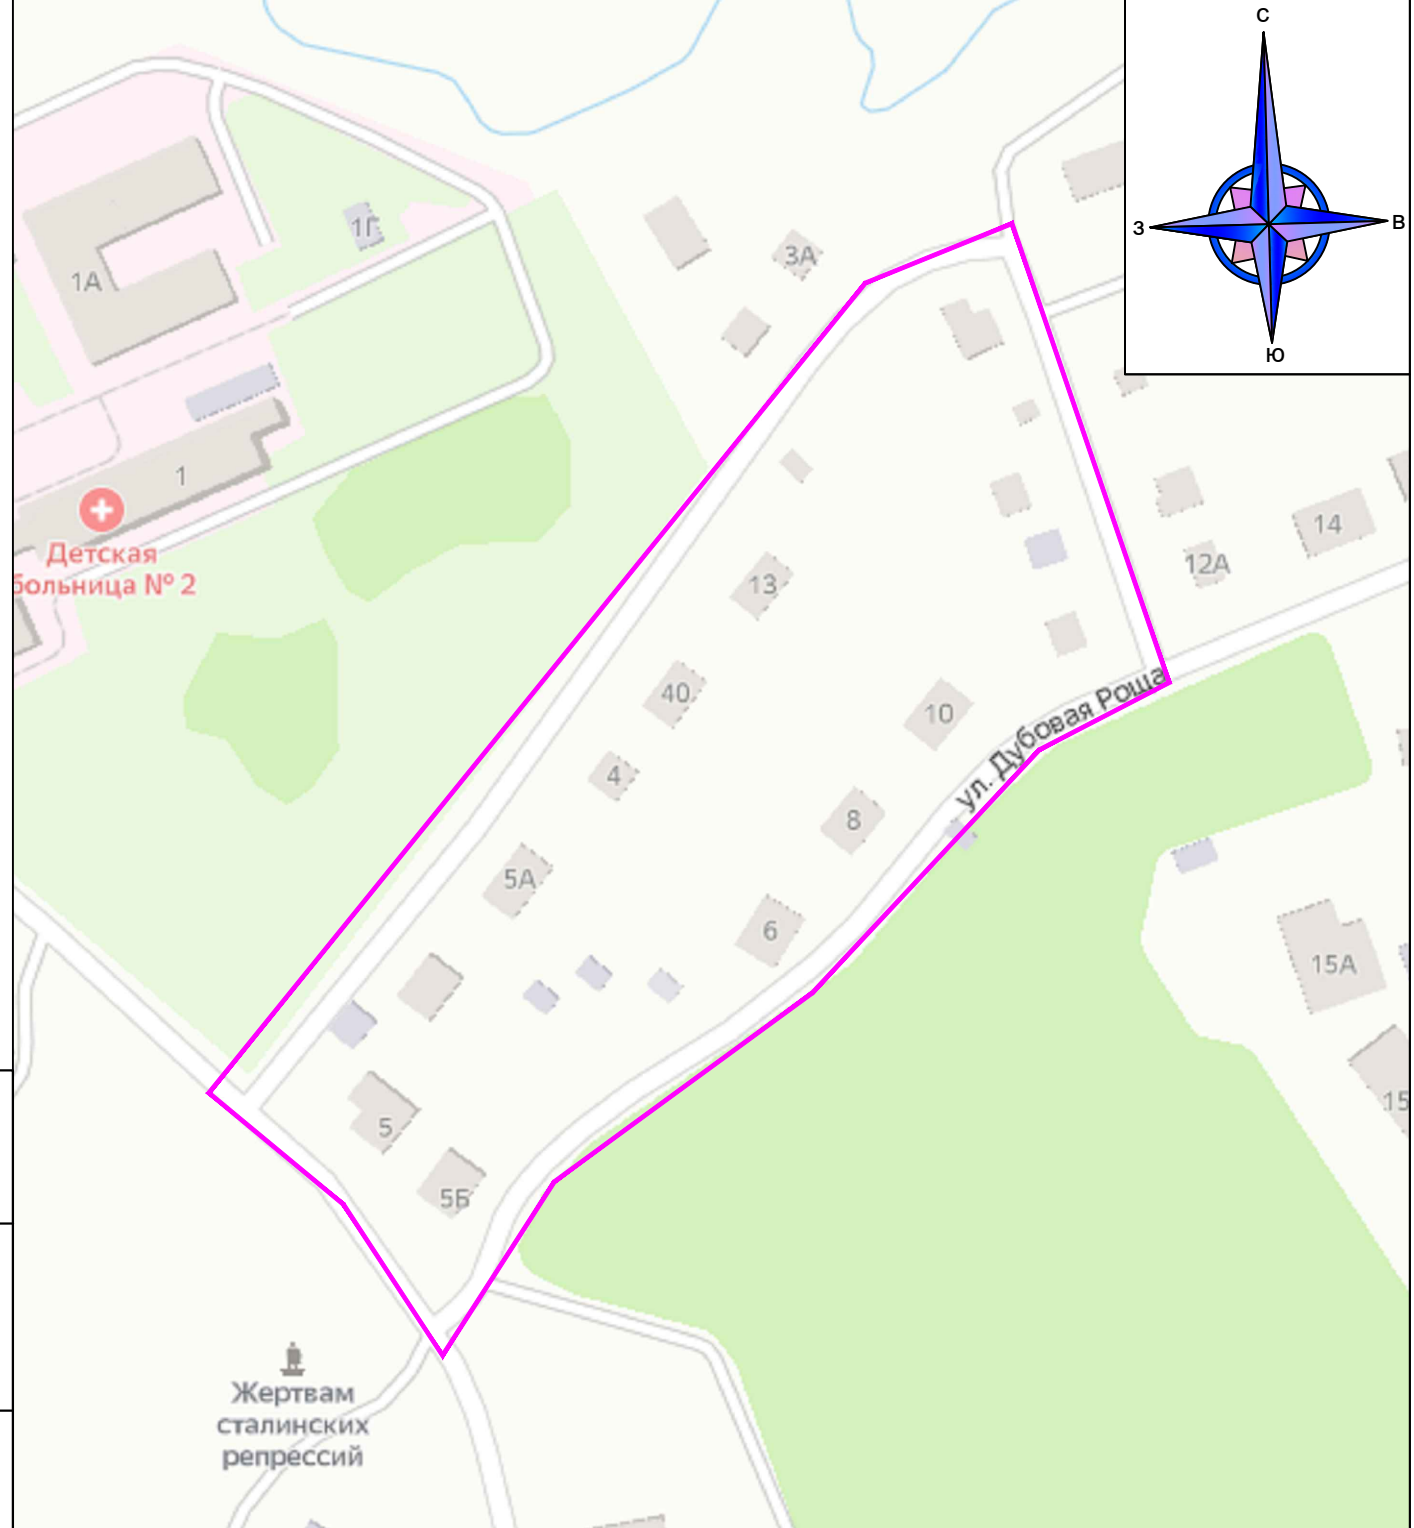 С
З
В
Ю
1Г
1А
3А
1
Детская
больница № 2
14
12А
13
40
10
ул. Дубовая Роща
4
8
5А
6
15А
15
5
5Б
Жертвам
сталинских
репрессий